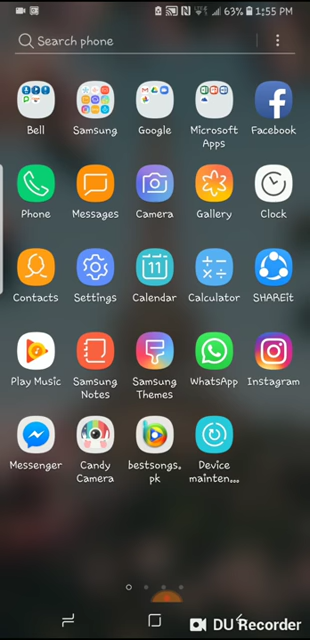 63% 1:55 PM
Search phone
Bell Samsung Google Microsoft Apps Facebook
Phone Messages Camera Gallery Clock
11
Contacts Settings Calendar Calculator SHAREit
Play Music Samsung Notes Samsung Themes WhatsApp Instagram
Messenger Candy Camera bestsongs.pk Device mainten...
DU Recorder